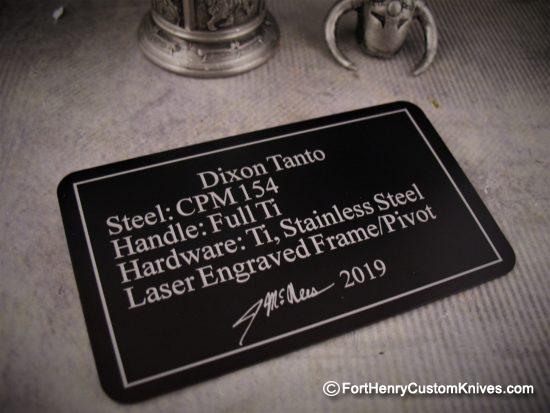 Dixon Tanto
Steel: CPM 154
Handle: Full Ti
Hardware: Ti, Stainless Steel
Laser Engraved Frame/Pivot
J McNees 2019
©FortHenryCustomKnives.com